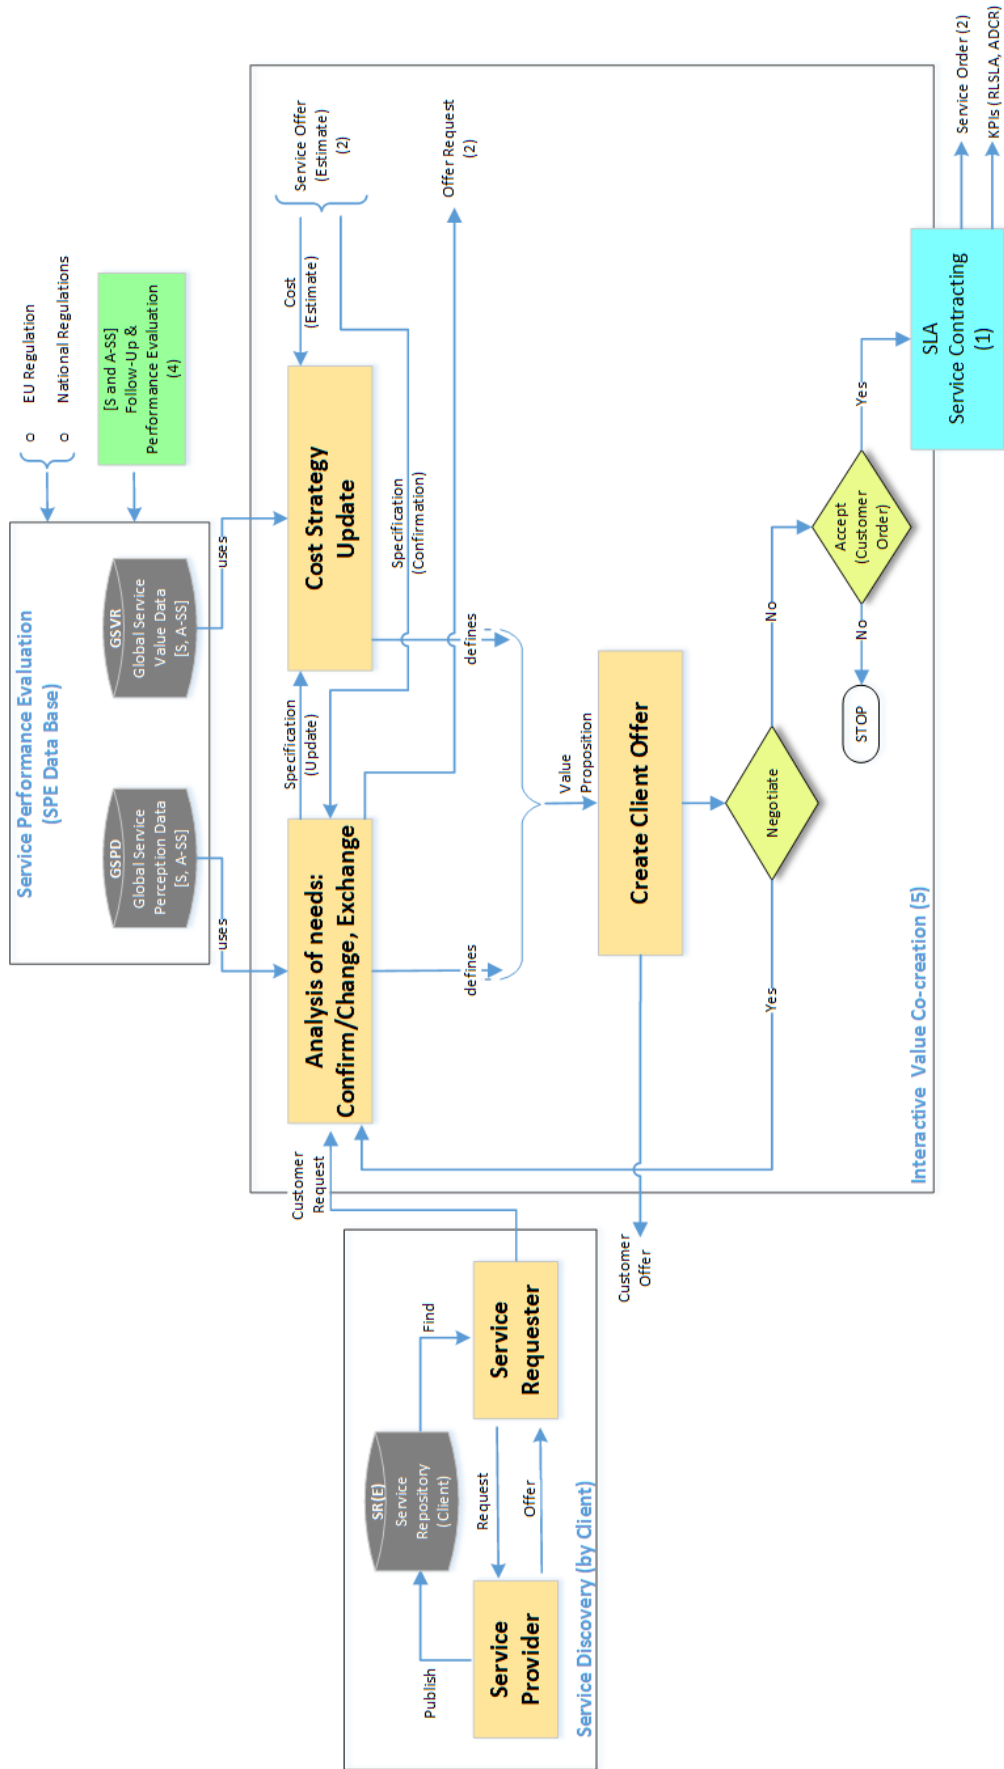 Service Performance Evaluation
(SPE Data Base)
GSPD
Global Service
Perception Data
[S, A-SS]
GSVR
Global Service
Value Data
[S, A-SS]
o EU Regulation
o National Regulations
[S and A-SS]
Follow-Up &
Performance Evaluation
(4)
uses
uses
Service Discovery (by Client)
SR(E)
Service
Repository
(Client)
Publish
Find
Service
Provider
Request
Offer
Service
Requester
Customer
Request
Interactive Value Co-creation (5)
Analysis of needs:
Confirm/Change, Exchange
Specification
(Update)
Cost Strategy
Update
Cost
(Estimate)
Service Offer
(Estimate)
(2)
Specification
(Confirmation)
Offer Request
(2)
defines
defines
Value
Proposition
Create Client Offer
Customer
Offer
Negotiate
Yes
No
STOP
No
Accept
(Customer
Order)
Yes
SLA
Service Contracting
(1)
Service Order (2)
KPIs (RLSLA, ADCR)